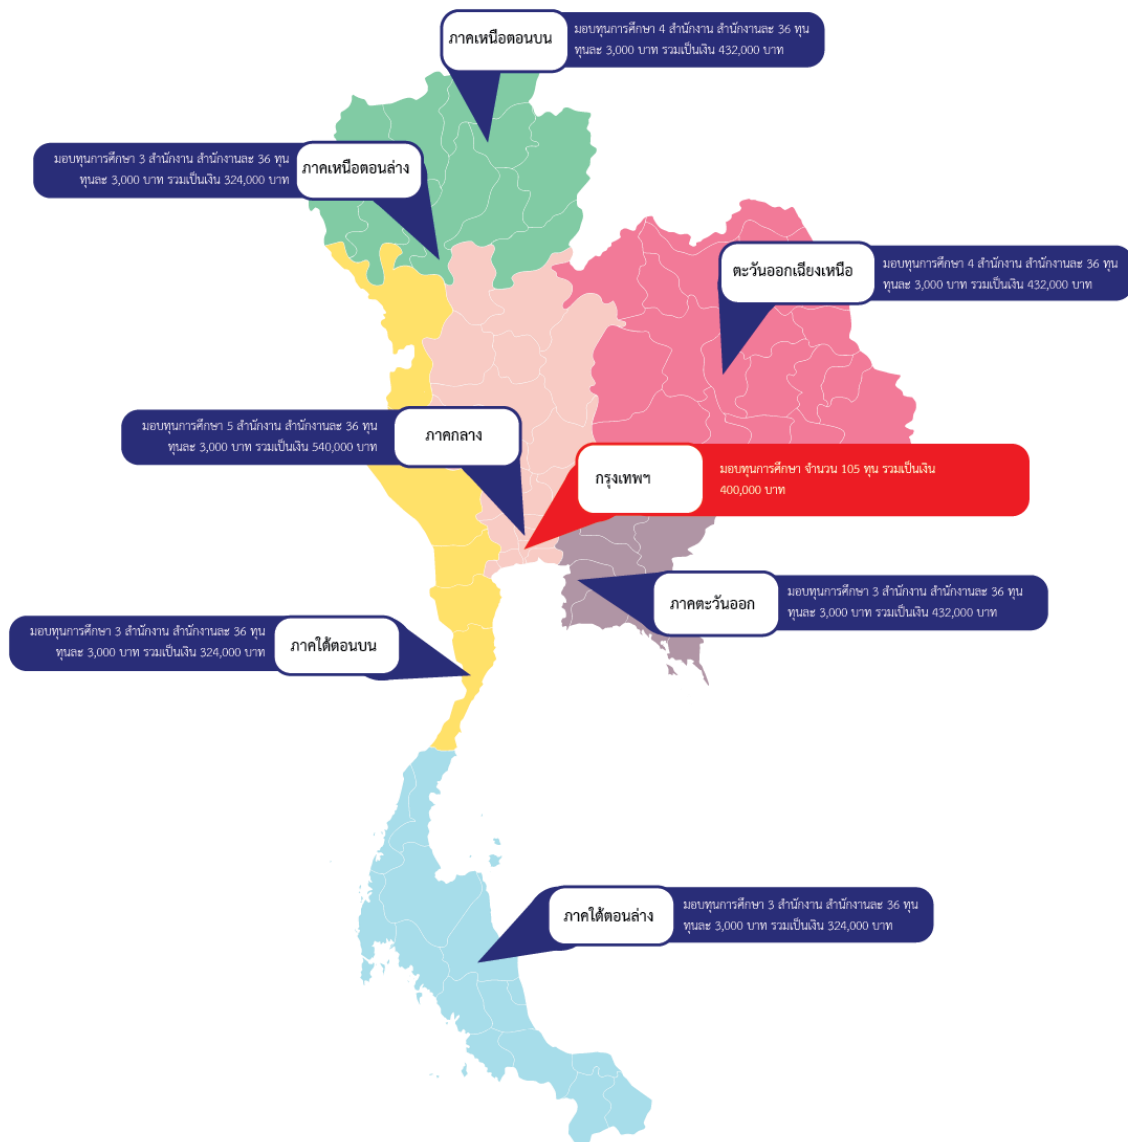 ภาคเหนือตอนบน
มอบทุนการศึกษา 4 สำนักงาน สำนักงานละ 36 ทุน
ทุนละ 3,000 บาท รวมเป็นเงิน 432,000 บาท
มอบทุนการศึกษา 3 สำนักงาน สำนักงานละ 36 ทุน
ทุนละ 3,000 บาท รวมเป็นเงิน 324,000 บาท
ภาคเหนือตอนล่าง
ตะวันออกเฉียงเหนือ
มอบทุนการศึกษา 4 สำนักงาน สำนักงานละ 36 ทุน
ทุนละ 3,000 บาท รวมเป็นเงิน 432,000 บาท
มอบทุนการศึกษา 5 สำนักงาน สำนักงานละ 36 ทุน
ทุนละ 3,000 บาท รวมเป็นเงิน 540,000 บาท
ภาคกลาง
กรุงเทพฯ
มอบทุนการศึกษา จำนวน 105 ทุน รวมเป็นเงิน
400,000 บาท
ภาคตะวันออก
มอบทุนการศึกษา 3 สำนักงาน สำนักงานละ 36 ทุน
ทุนละ 3,000 บาท รวมเป็นเงิน 432,000 บาท
มอบทุนการศึกษา 3 สำนักงาน สำนักงานละ 36 ทุน
ทุนละ 3,000 บาท รวมเป็นเงิน 324,000 บาท
ภาคใต้ตอนบน
ภาคใต้ตอนล่าง
มอบทุนการศึกษา 3 สำนักงาน สำนักงานละ 36 ทุน
ทุนละ 3,000 บาท รวมเป็นเงิน 324,000 บาท